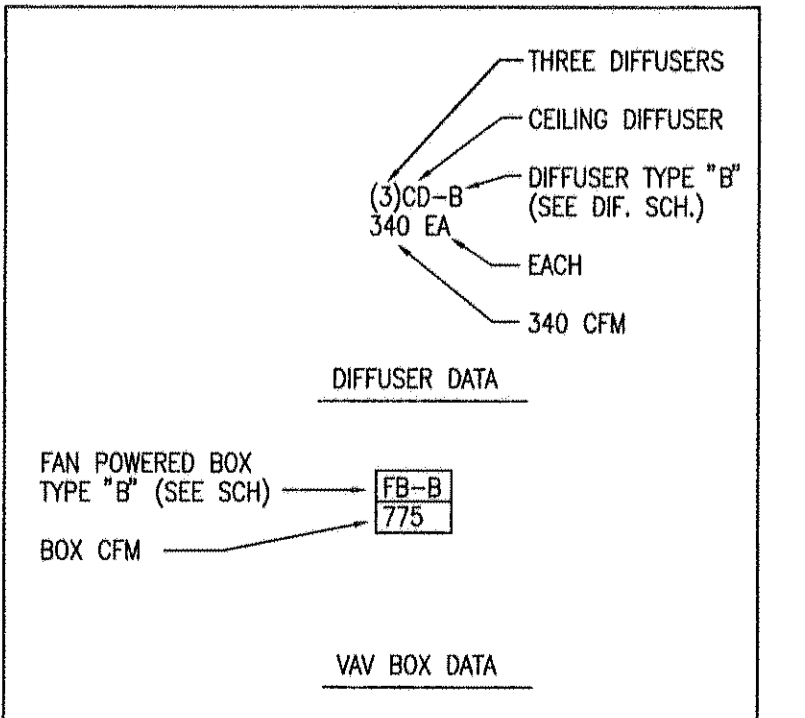 THREE DIFFUSERS
CEILING DIFFUSER
(3)CD-B
340 EA
DIFFUSER TYPE "B"
(SEE DIF. SCH.)
EACH
340 CFM
DIFFUSER DATA
FAN POWERED BOX
TYPE "B" (SEE SCH)
FB-B
775
BOX CFM
VAV BOX DATA